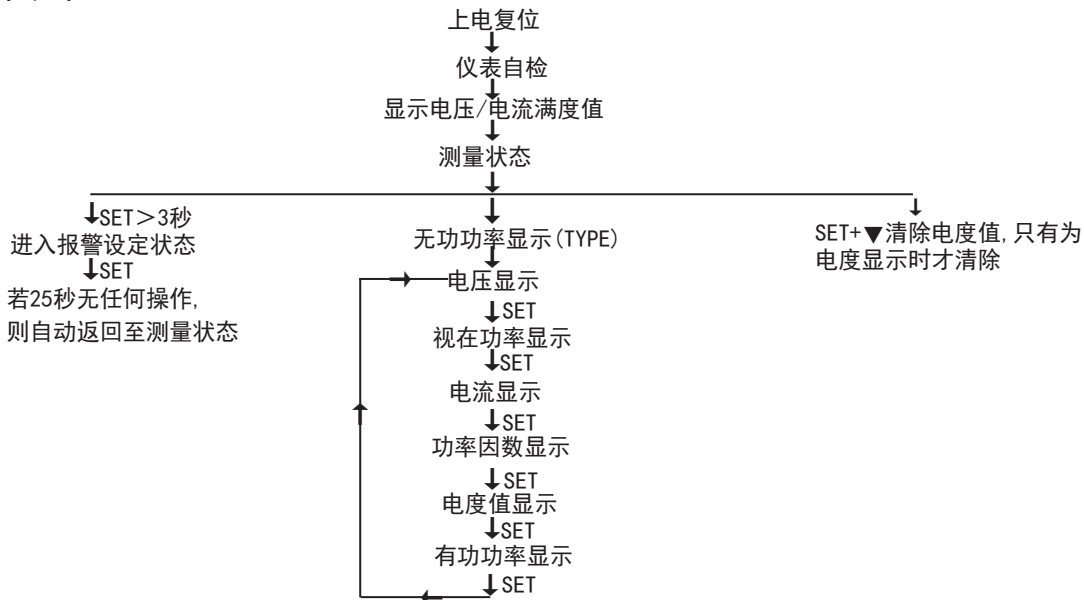 上电复位
仪表自检
显示电压/电流满度值
测量状态
SET>3秒
进入报警设定状态
SET
若25秒无任何操作,
则自动返回至测量状态
无功功率显示(TYPE)
电压显示
SET
视在功率显示
SET
电流显示
SET
功率因数显示
SET
电度值显示
SET
有功功率显示
SET
SET+▼清除电度值,只有为
电度显示时才清除